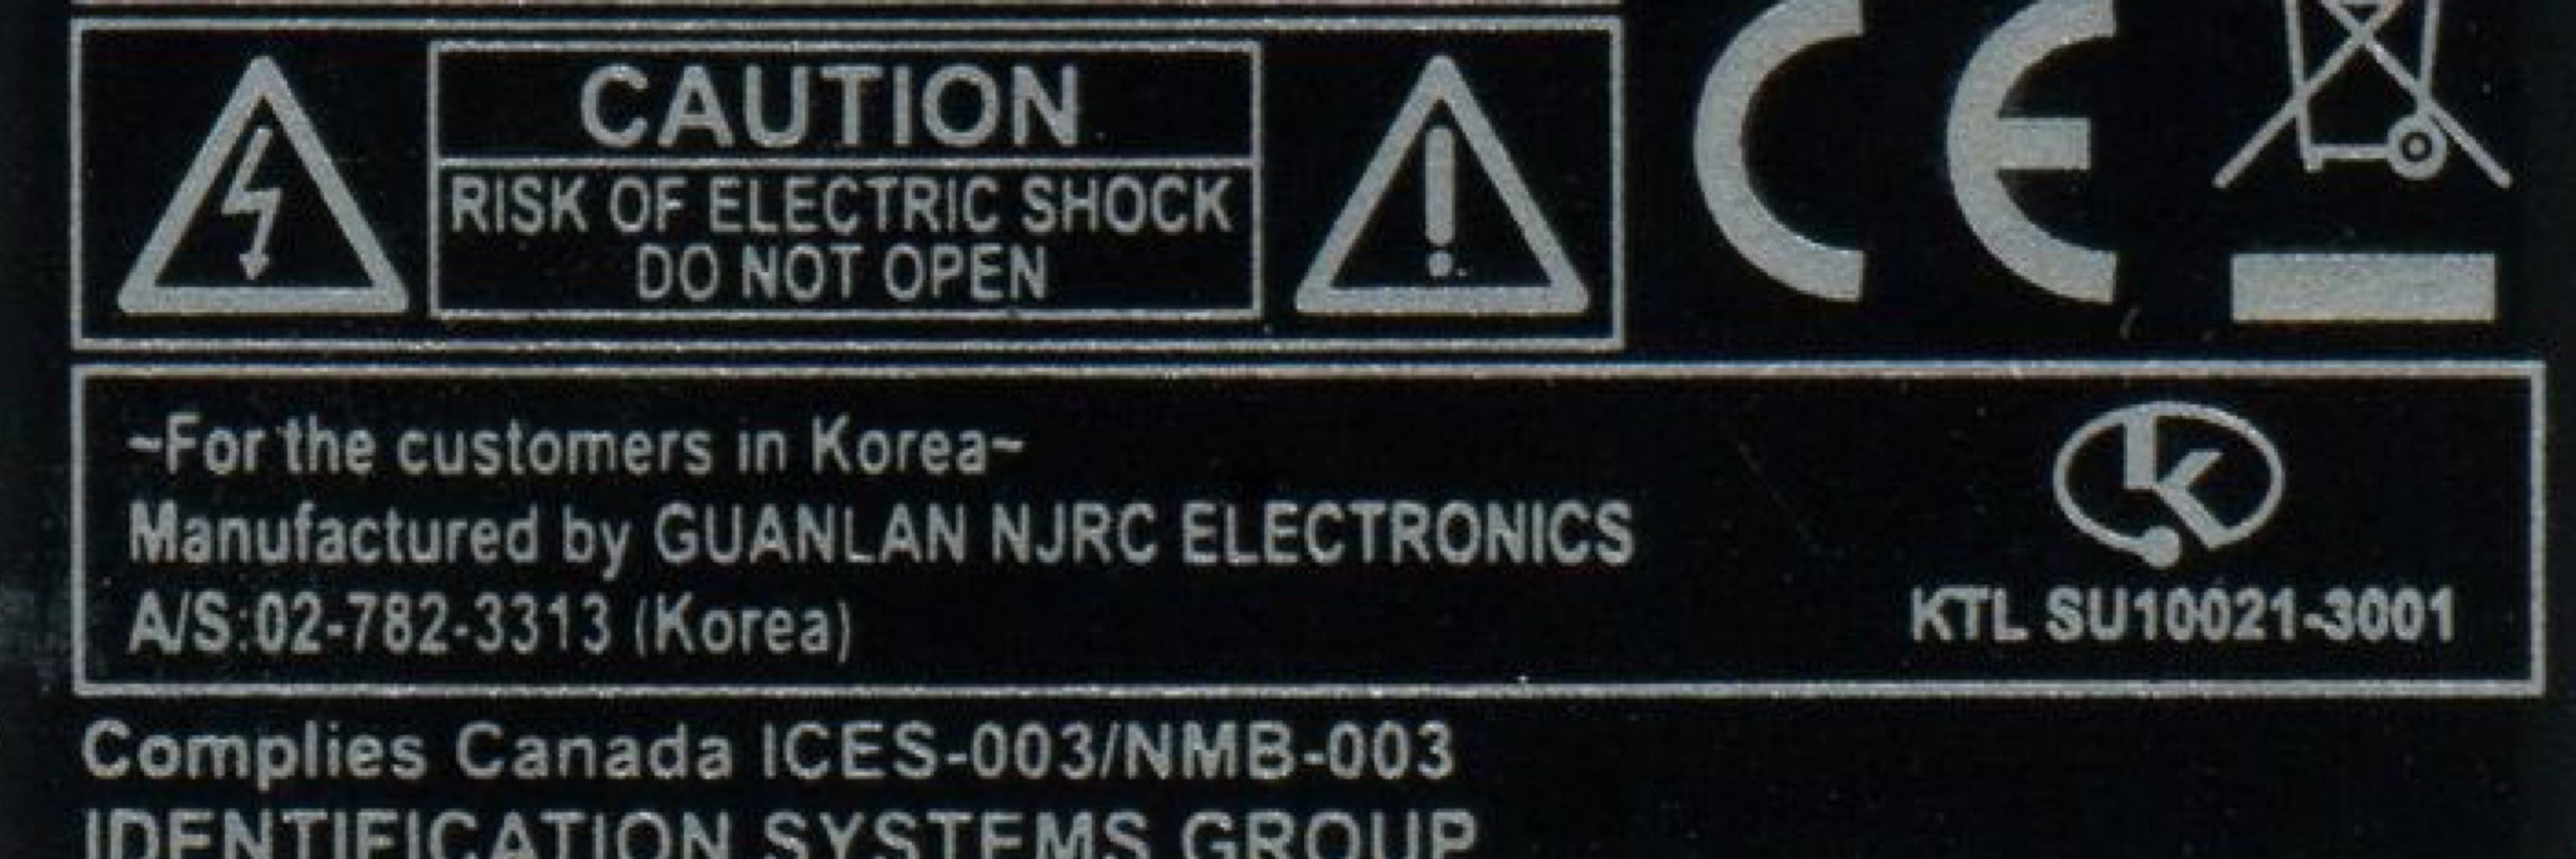 CAUTION
RISK OF ELECTRIC SHOCK
DO NOT OPEN
CE
~For the customers in Korea~
Manufactured by GUANLAN NJRC ELECTRONICS
A/S:02-782-3313 (Korea)
KTL SU10021-3001
Complies Canada ICES-003/NMB-003
IDENTIFICATION SYSTEMS GROUP